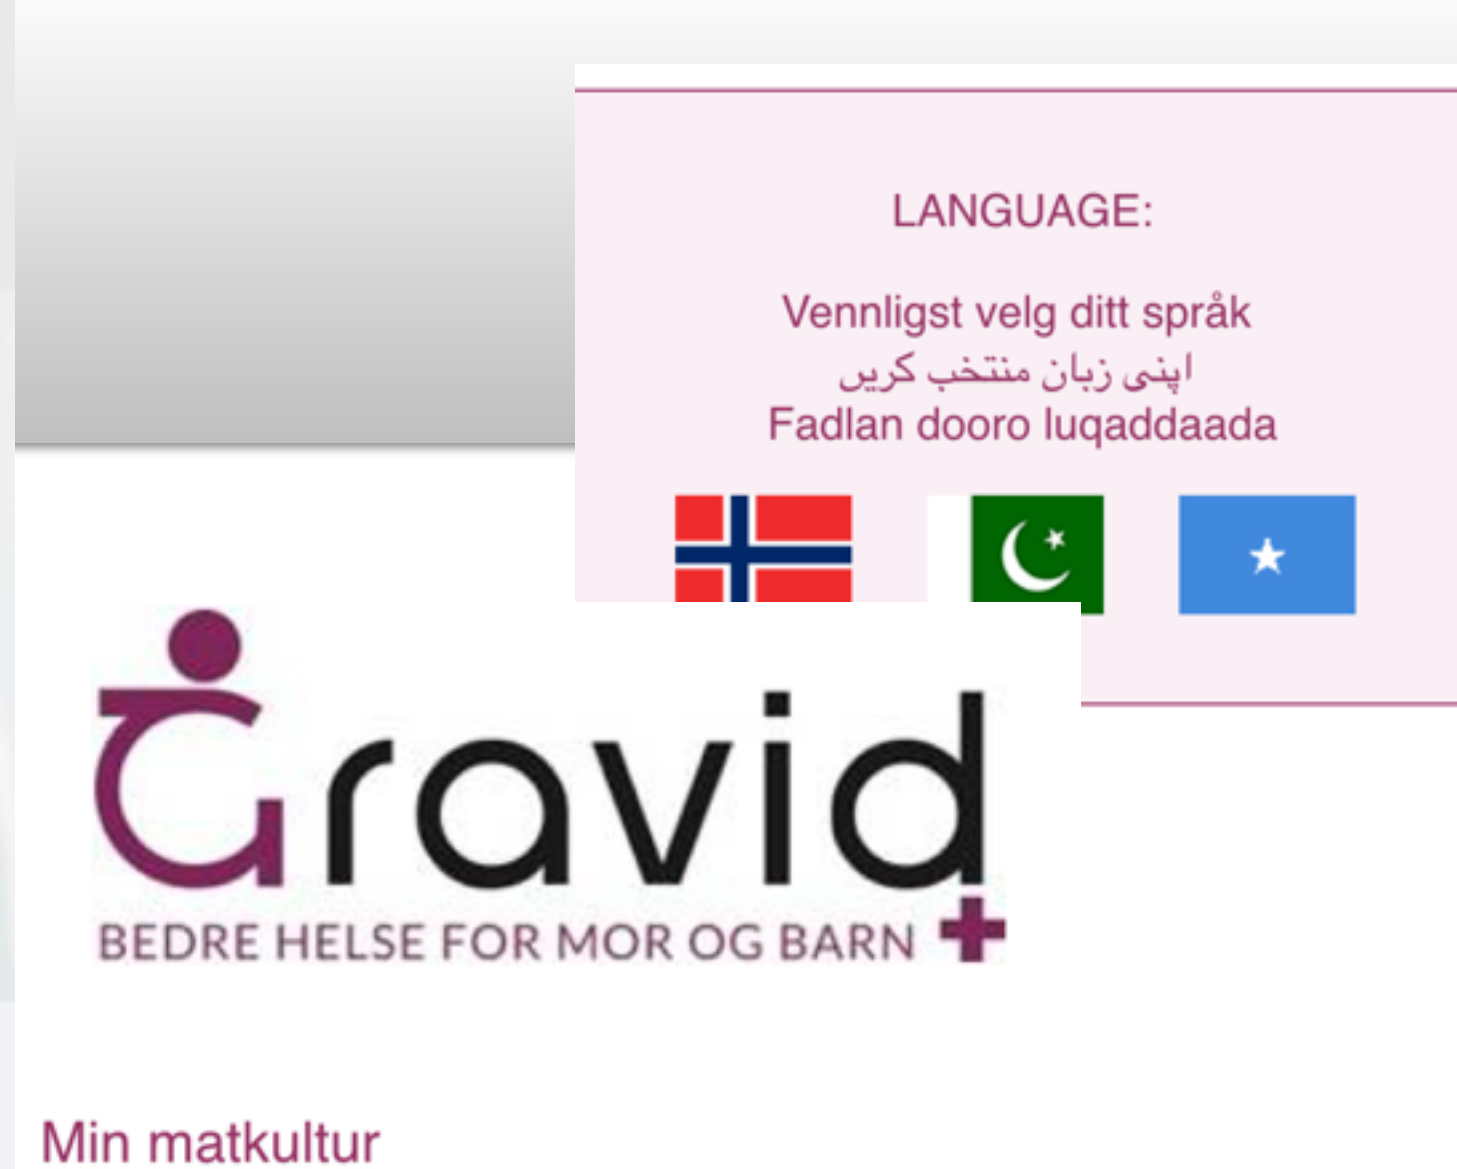 LANGUAGE:
Vennligst velg ditt språk
اپنی زبان منتخب کریں
Fadlan dooro luqaddaada
Gravid
BEDRE HELSE FOR MOR OG BARN +
Min matkultur